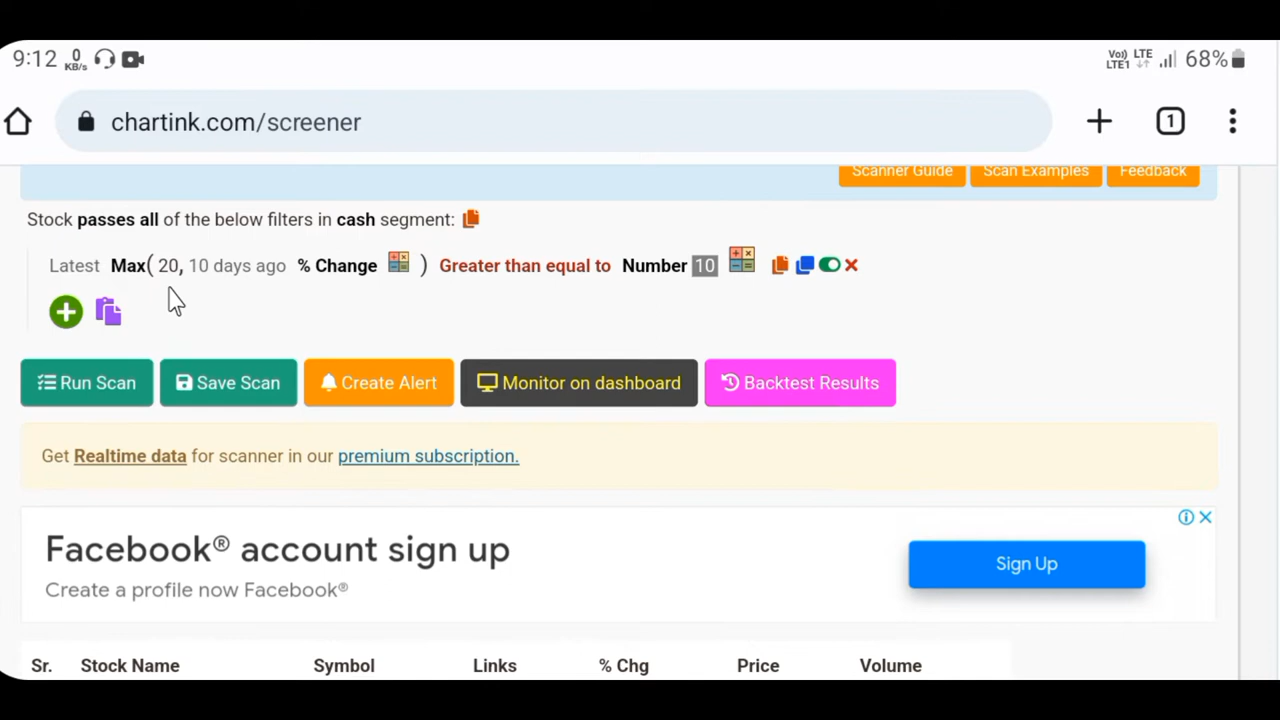 9:12 0 KB/s Vo) LTE1 LTE 68%
chartink.com/screener 1
Scanner Guide Scan Examples Feedback
Stock passes all of the below filters in cash segment:
Latest Max( 20, 10 days ago % Change ) Greater than equal to Number 10
Run Scan Save Scan Create Alert Monitor on dashboard Backtest Results
Get Realtime data for scanner in our premium subscription.
Facebook® account sign up
Create a profile now Facebook®
Sign Up
Sr. Stock Name Symbol Links % Chg Price Volume